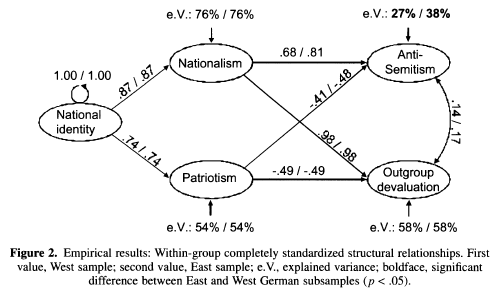 e.V.: 76% / 76%
e.V.: 27% / 38%
1.00 / 1.00
Nationalism
.68 / .81
Anti-
Semitism
.87 / .87
-.41 / -.48
National
identity
.14 / .17
.74 / .74
.98 / .98
Patriotism
-.49 / -.49
Outgroup
devaluation
e.V.: 54% / 54%
e.V.: 58% / 58%
Figure 2. Empirical results: Within-group completely standardized structural relationships. First
value, West sample; second value, East sample; e.V., explained variance; boldface, significant
difference between East and West German subsamples (p < .05).